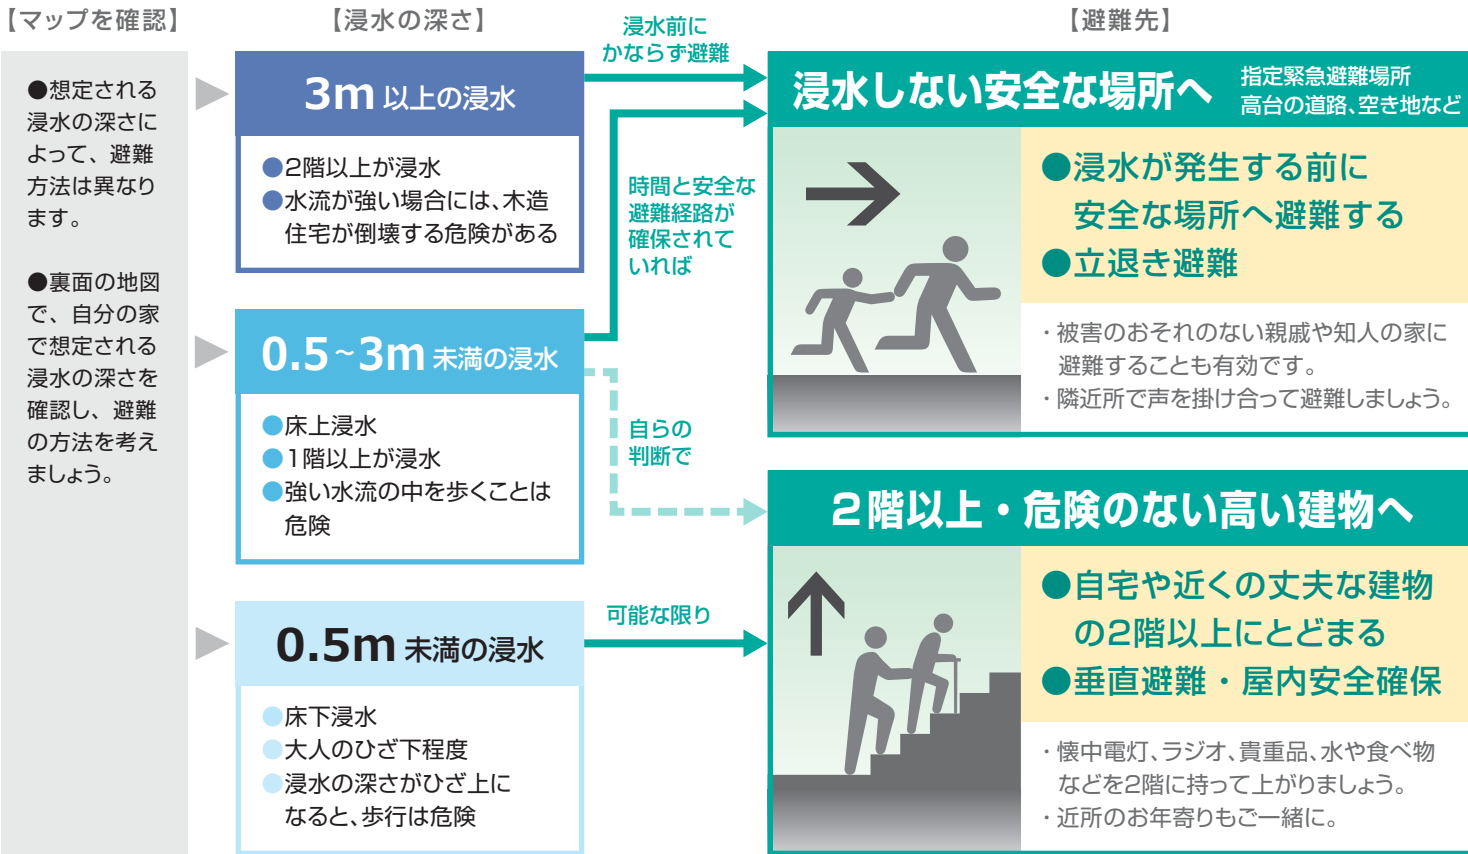 【マップを確認】
●想定される
浸水の深さに
よって、避難
方法は異なり
ます。
●裏面の地図
で、自分の家
で想定される
浸水の深さを
確認し、避難
の方法を考え
ましょう。
【浸水の深さ】
3m 以上の浸水
●2階以上が浸水
●水流が強い場合には、木造
住宅が倒壊する危険がある
0.5~3m 未満の浸水
●床上浸水
●1階以上が浸水
●強い水流の中を歩くことは
危険
0.5m 未満の浸水
●床下浸水
●大人のひざ下程度
●浸水の深さがひざ上に
なると、歩行は危険
浸水前に
かならず避難
時間と安全な
避難経路が
確保されて
いれば
自らの
判断で
可能な限り
【避難先】
浸水しない安全な場所へ
指定緊急避難場所
高台の道路、空き地など
●浸水が発生する前に
安全な場所へ避難する
●立退き避難
・被害のおそれのない親戚や知人の家に
避難することも有効です。
・隣近所で声を掛け合って避難しましょう。
2階以上・危険のない高い建物へ
●自宅や近くの丈夫な建物
の2階以上にとどまる
●垂直避難・屋内安全確保
・懐中電灯、ラジオ、貴重品、水や食べ物
などを2階に持って上がりましょう。
・近所のお年寄りもご一緒に。